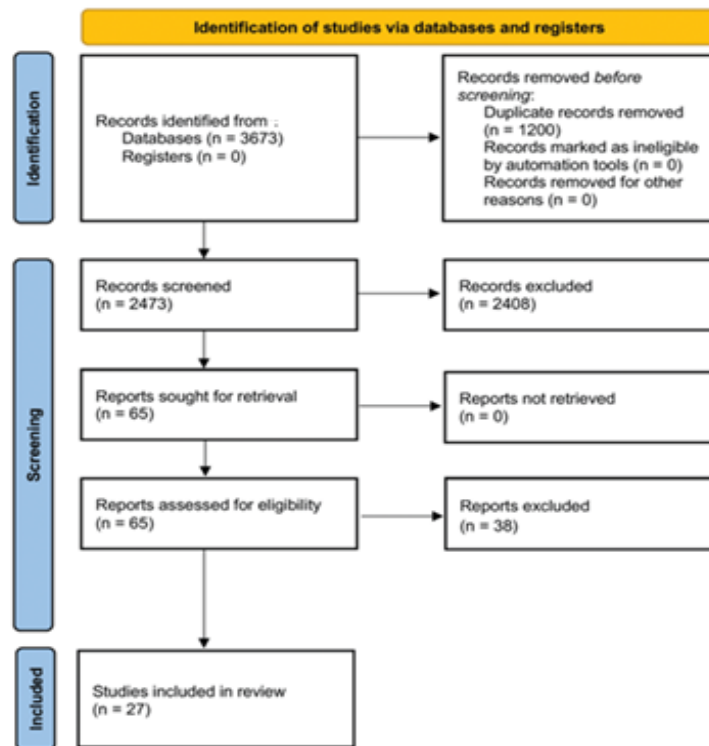 Identification of studies via databases and registers
Identification
Records identified from :
Databases (n = 3673)
Registers (n = 0)
Records removed before
screening:
Duplicate records removed
(n = 1200)
Records marked as ineligible
by automation tools (n = 0)
Records removed for other
reasons (n = 0)
Screening
Records screened
(n = 2473)
Records excluded
(n = 2408)
Reports sought for retrieval
(n = 65)
Reports not retrieved
(n = 0)
Reports assessed for eligibility
(n = 65)
Reports excluded
(n = 38)
Included
Studies included in review
(n = 27)